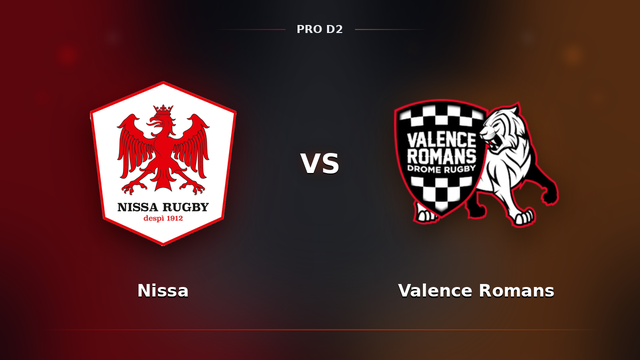 PRO D2
NISSA RUGBY
despì 1912
VS
VALENCE
ROMANS
DROME RUGBY
Nissa
Valence Romans